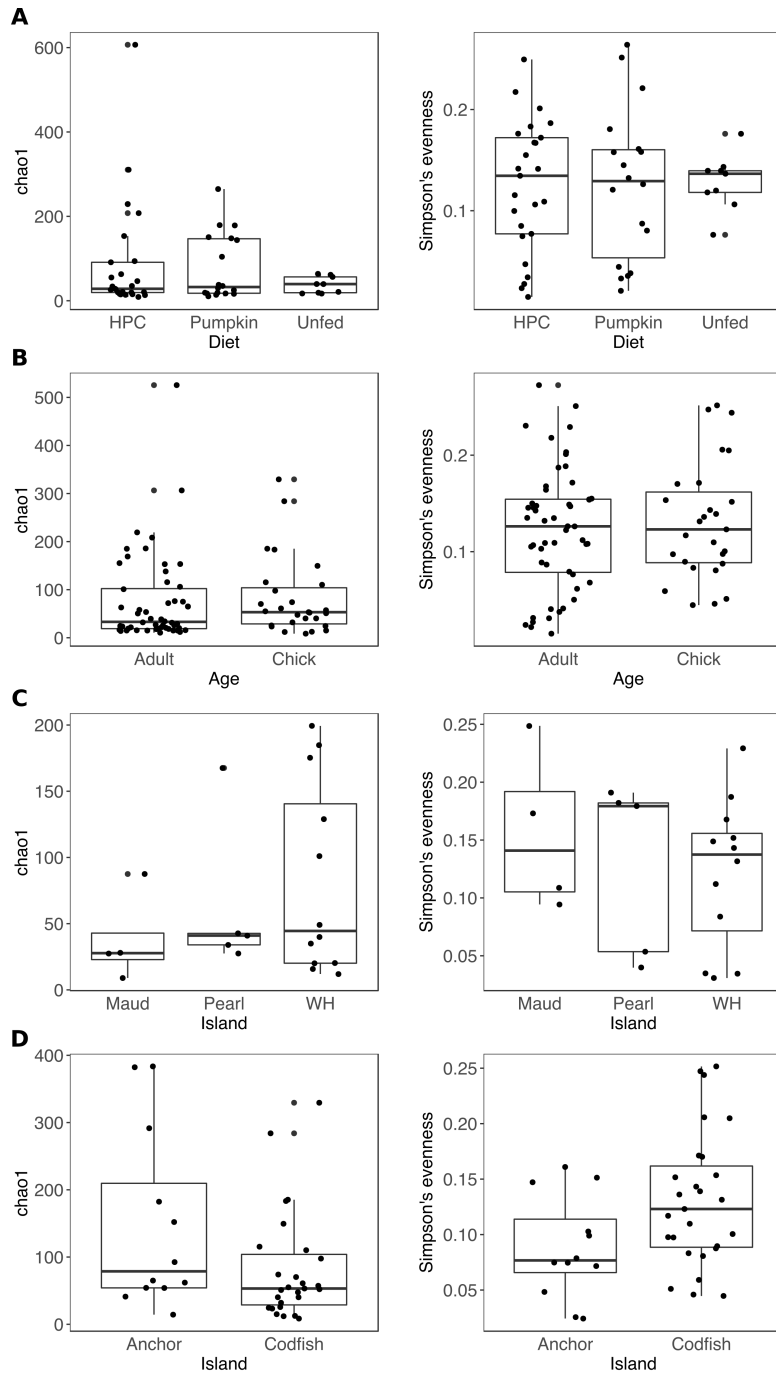 A
600
400
200
0
chao1
HPC Pumpkin Unfed
Diet
0.2
0.1
Simpson's evenness
HPC Pumpkin Unfed
Diet
B
500
400
300
200
100
0
chao1
Adult Chick
Age
0.2
0.1
Simpson's evenness
Adult Chick
Age
C
200
150
100
50
0
chao1
Maud Pearl WH
Island
0.25
0.20
0.15
0.10
0.05
Simpson's evenness
Maud Pearl WH
Island
D
400
300
200
100
0
chao1
Anchor Codfish
Island
0.25
0.20
0.15
0.10
0.05
Simpson's evenness
Anchor Codfish
Island